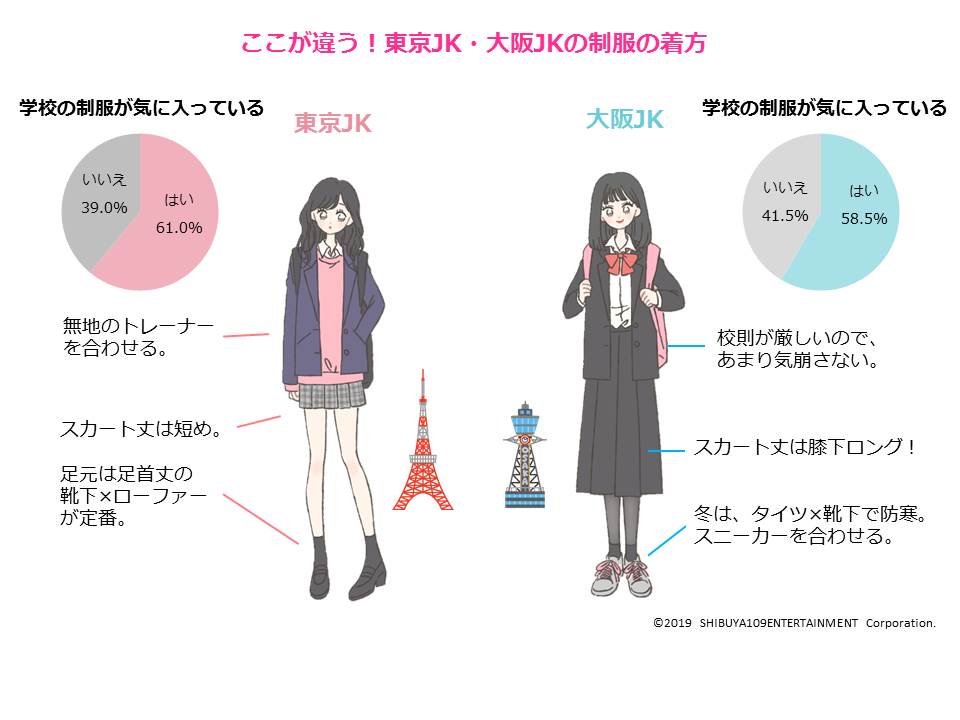 ここが違う！東京JK・大阪JKの制服の着方
学校の制服が気に入っている
東京JK
いいえ
39.0%
はい
61.0%
無地のトレーナー
を合わせる。
スカート丈は短め。
足元は足首丈の
靴下×ローファー
が定番。
大阪JK
学校の制服が気に入っている
いいえ
41.5%
はい
58.5%
校則が厳しいので、
あまり気崩さない。
スカート丈は膝下ロング！
冬は、タイツ×靴下で防寒。
スニーカーを合わせる。
©2019 SHIBUYA109ENTERTAINMENT Corporation.